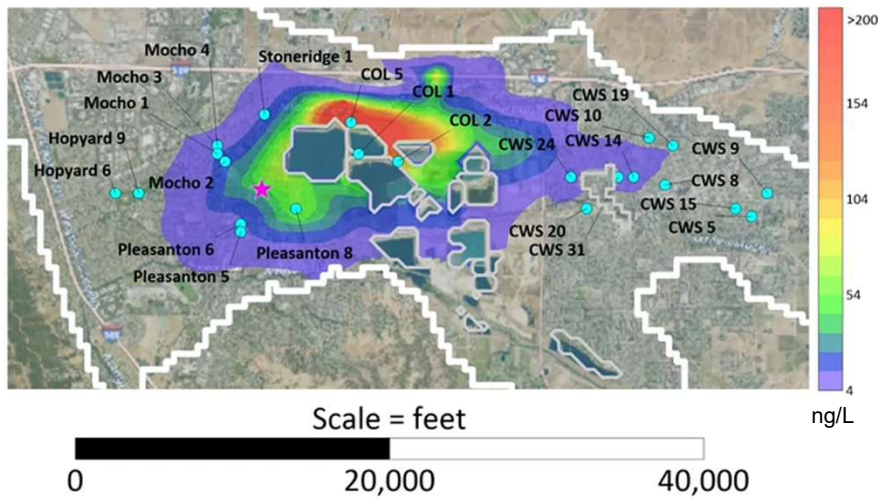 Mocho 4
Stoneridge 1
>200
Mocho 3
COL 5
Mocho 1
COL 1
CWS 19
154
CWS 10
Hopyard 9
COL 2
CWS 24
CWS 14
CWS 9
Hopyard 6
Mocho 2
CWS 8
104
CWS 15
CWS 20
CWS 5
Pleasanton 6
Pleasanton 8
CWS 31
Pleasanton 5
54
4
ng/L
Scale = feet
0
20,000
40,000